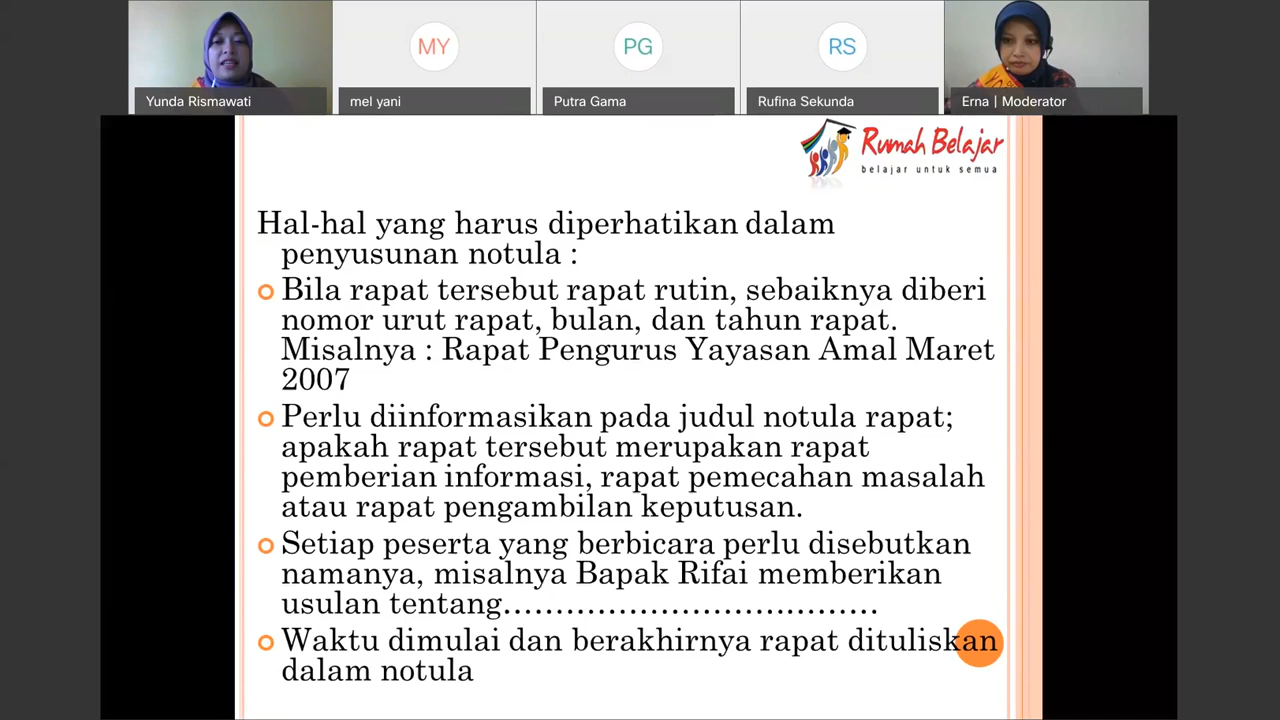 MY
PG
RS
Yunda Rismawati
mel yani
Putra Gama
Rufina Sekunda
Erna | Moderator
Rumah Belajar
belajar untuk semua
Hal-hal yang harus diperhatikan dalam
penyusunan notula :
Bila rapat tersebut rapat rutin, sebaiknya diberi
nomor urut rapat, bulan, dan tahun rapat.
Misalnya : Rapat Pengurus Yayasan Amal Maret
2007
Perlu diinformasikan pada judul notula rapat;
apakah rapat tersebut merupakan rapat
pemberian informasi, rapat pemecahan masalah
atau rapat pengambilan keputusan.
Setiap peserta yang berbicara perlu disebutkan
namanya, misalnya Bapak Rifai memberikan
usulan tentang.......................................
Waktu dimulai dan berakhirnya rapat dituliskan
dalam notula